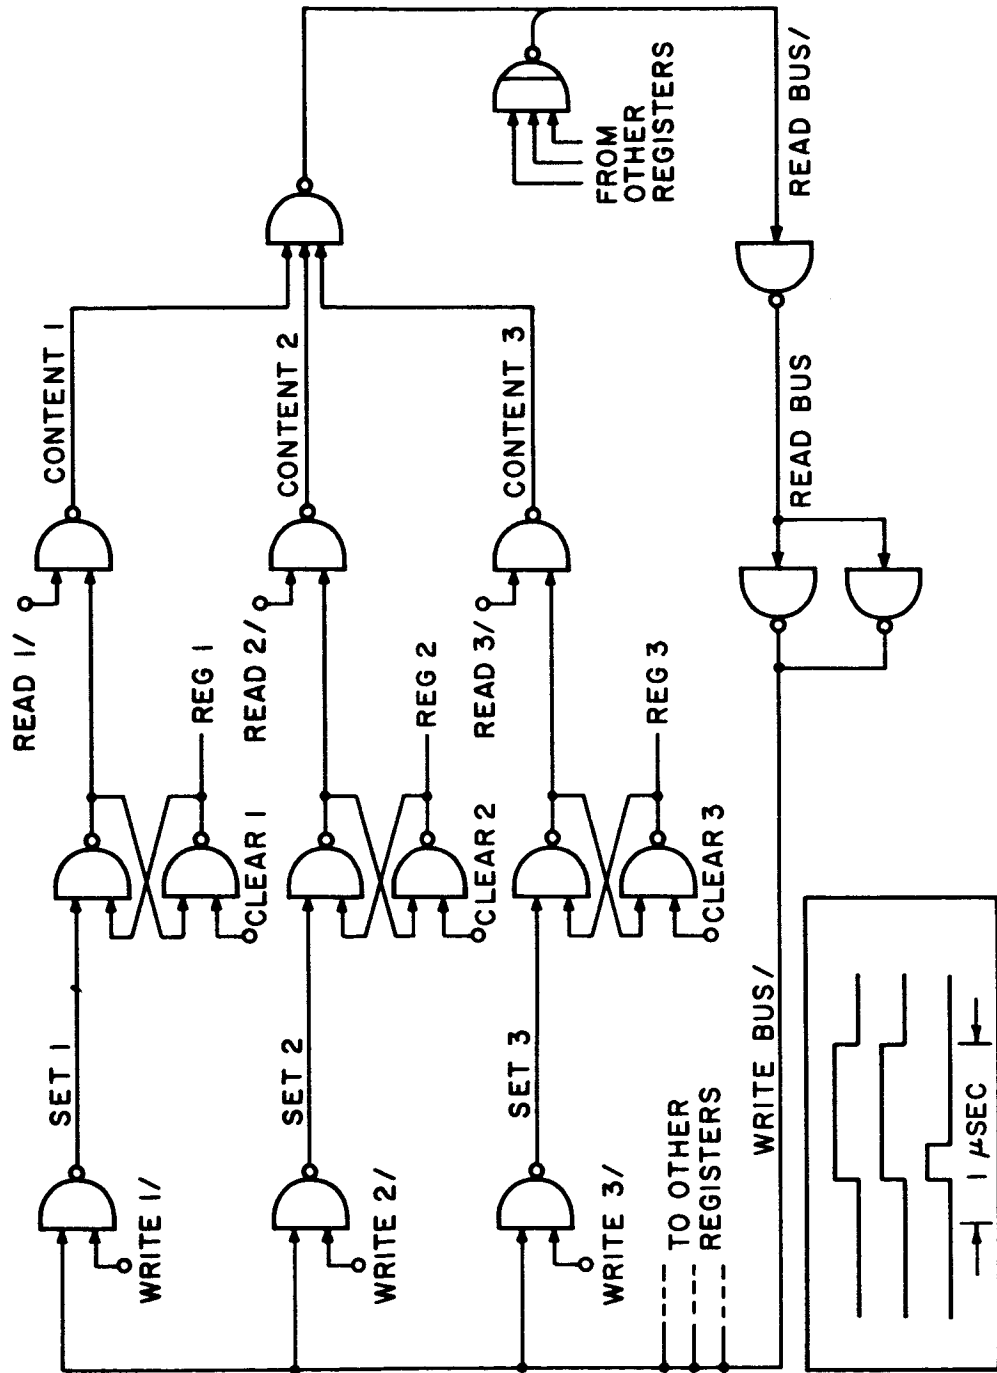 WRITE 1/
SET 1
CLEAR 1
REG 1
READ 1/
CONTENT 1
WRITE 2/
SET 2
CLEAR 2
REG 2
READ 2/
CONTENT 2
WRITE 3/
SET 3
CLEAR 3
REG 3
READ 3/
CONTENT 3
FROM
OTHER
REGISTERS
TO OTHER
REGISTERS
WRITE BUS/
READ BUS
READ BUS/
1 μSEC